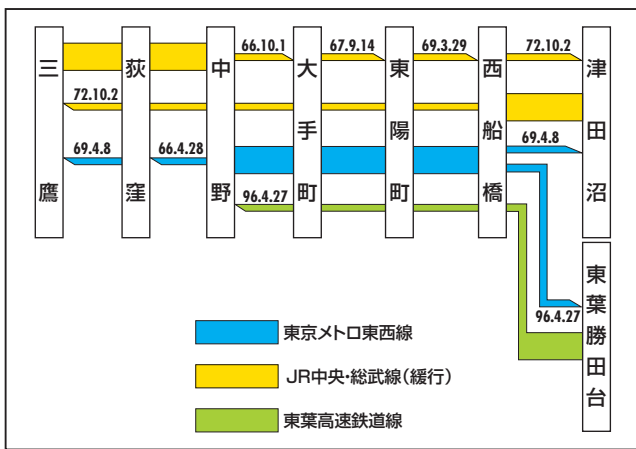 三鷹
荻窪
中野
大手町
東陽町
西船橋
津田沼
東葉勝田台
66.10.1
67.9.14
69.3.29
72.10.2
72.10.2
69.4.8
66.4.28
69.4.8
96.4.27
96.4.27
東京メトロ東西線
JR中央・総武線(緩行)
東葉高速鉄道線